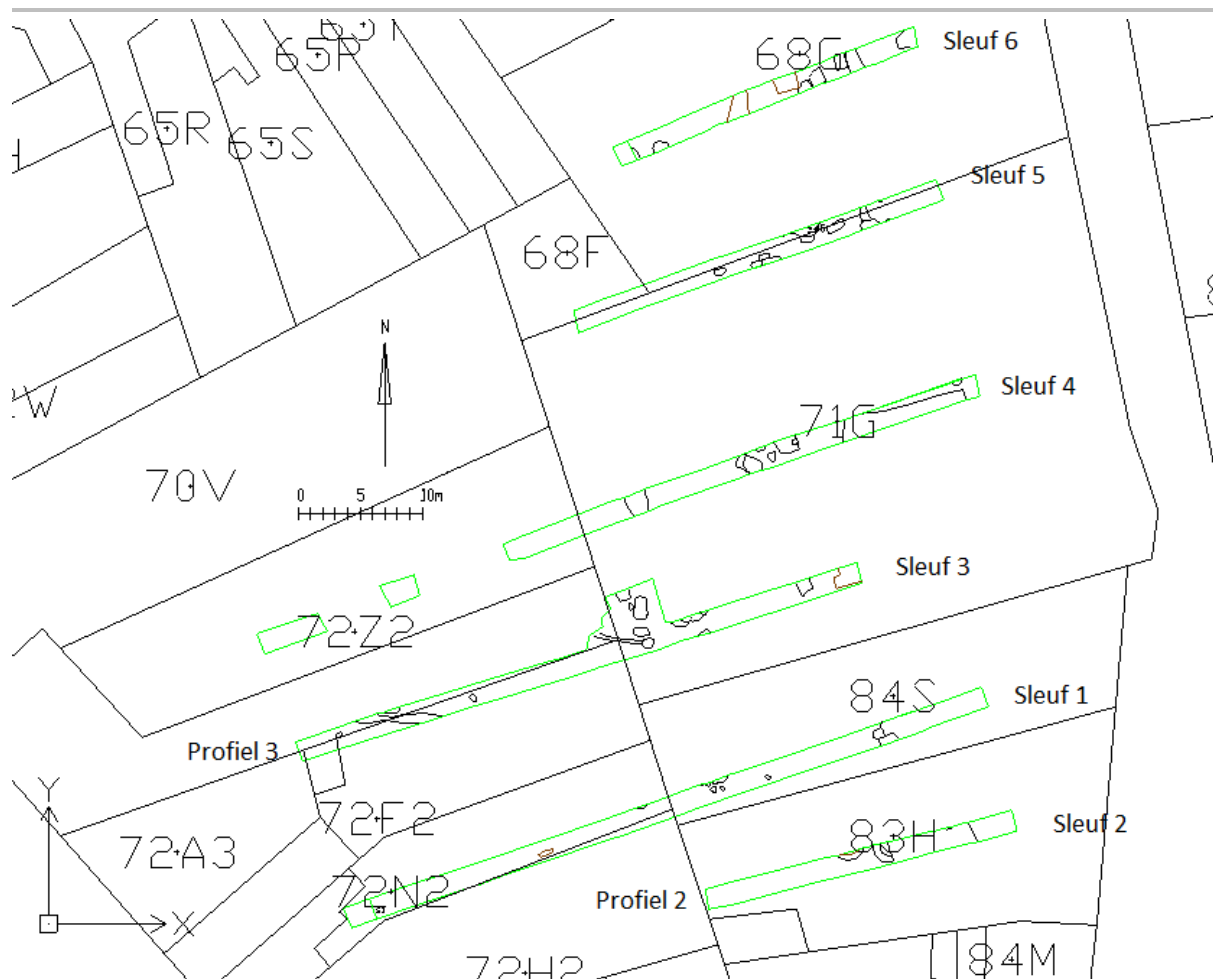 65R
68G
Sleuf 6
65R
65S
Sleuf 5
68F
N
Sleuf 4
71G
70V
0 5 10m
Sleuf 3
72Z2
84S
Sleuf 1
Profiel 3
Y
72F2
Sleuf 2
83H
72A3
72N2
Profiel 2
X
84M
72H2